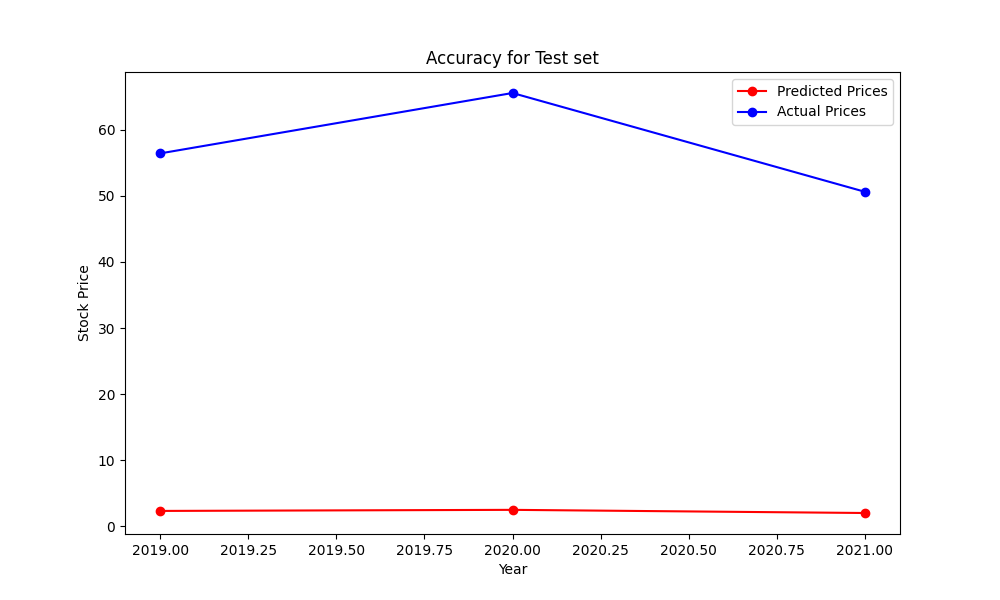 Accuracy for Test set
Predicted Prices
Actual Prices
Stock Price
60
50
40
30
20
10
0
2019.00 2019.25 2019.50 2019.75 2020.00 2020.25 2020.50 2020.75 2021.00
Year